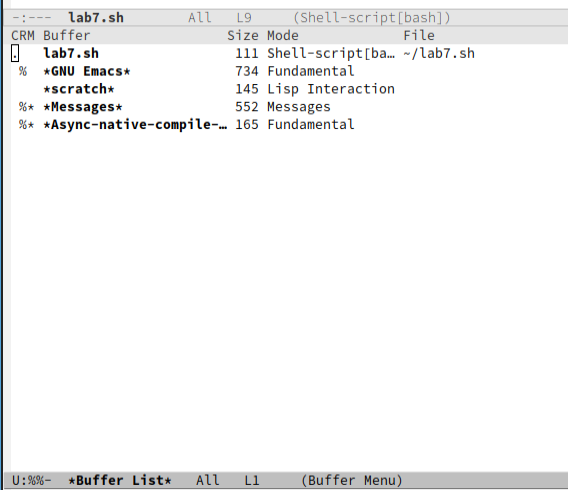 -:---  lab7.sh        All   L9     (Shell-script[bash])
CRM Buffer                 Size Mode             File
.   lab7.sh                 111 Shell-script[ba… ~/lab7.sh
 %  *GNU Emacs*             734 Fundamental
    *scratch*               145 Lisp Interaction
 %* *Messages*              552 Messages
 %* *Async-native-compile-… 165 Fundamental
U:%%-  *Buffer List*   All   L1     (Buffer Menu)